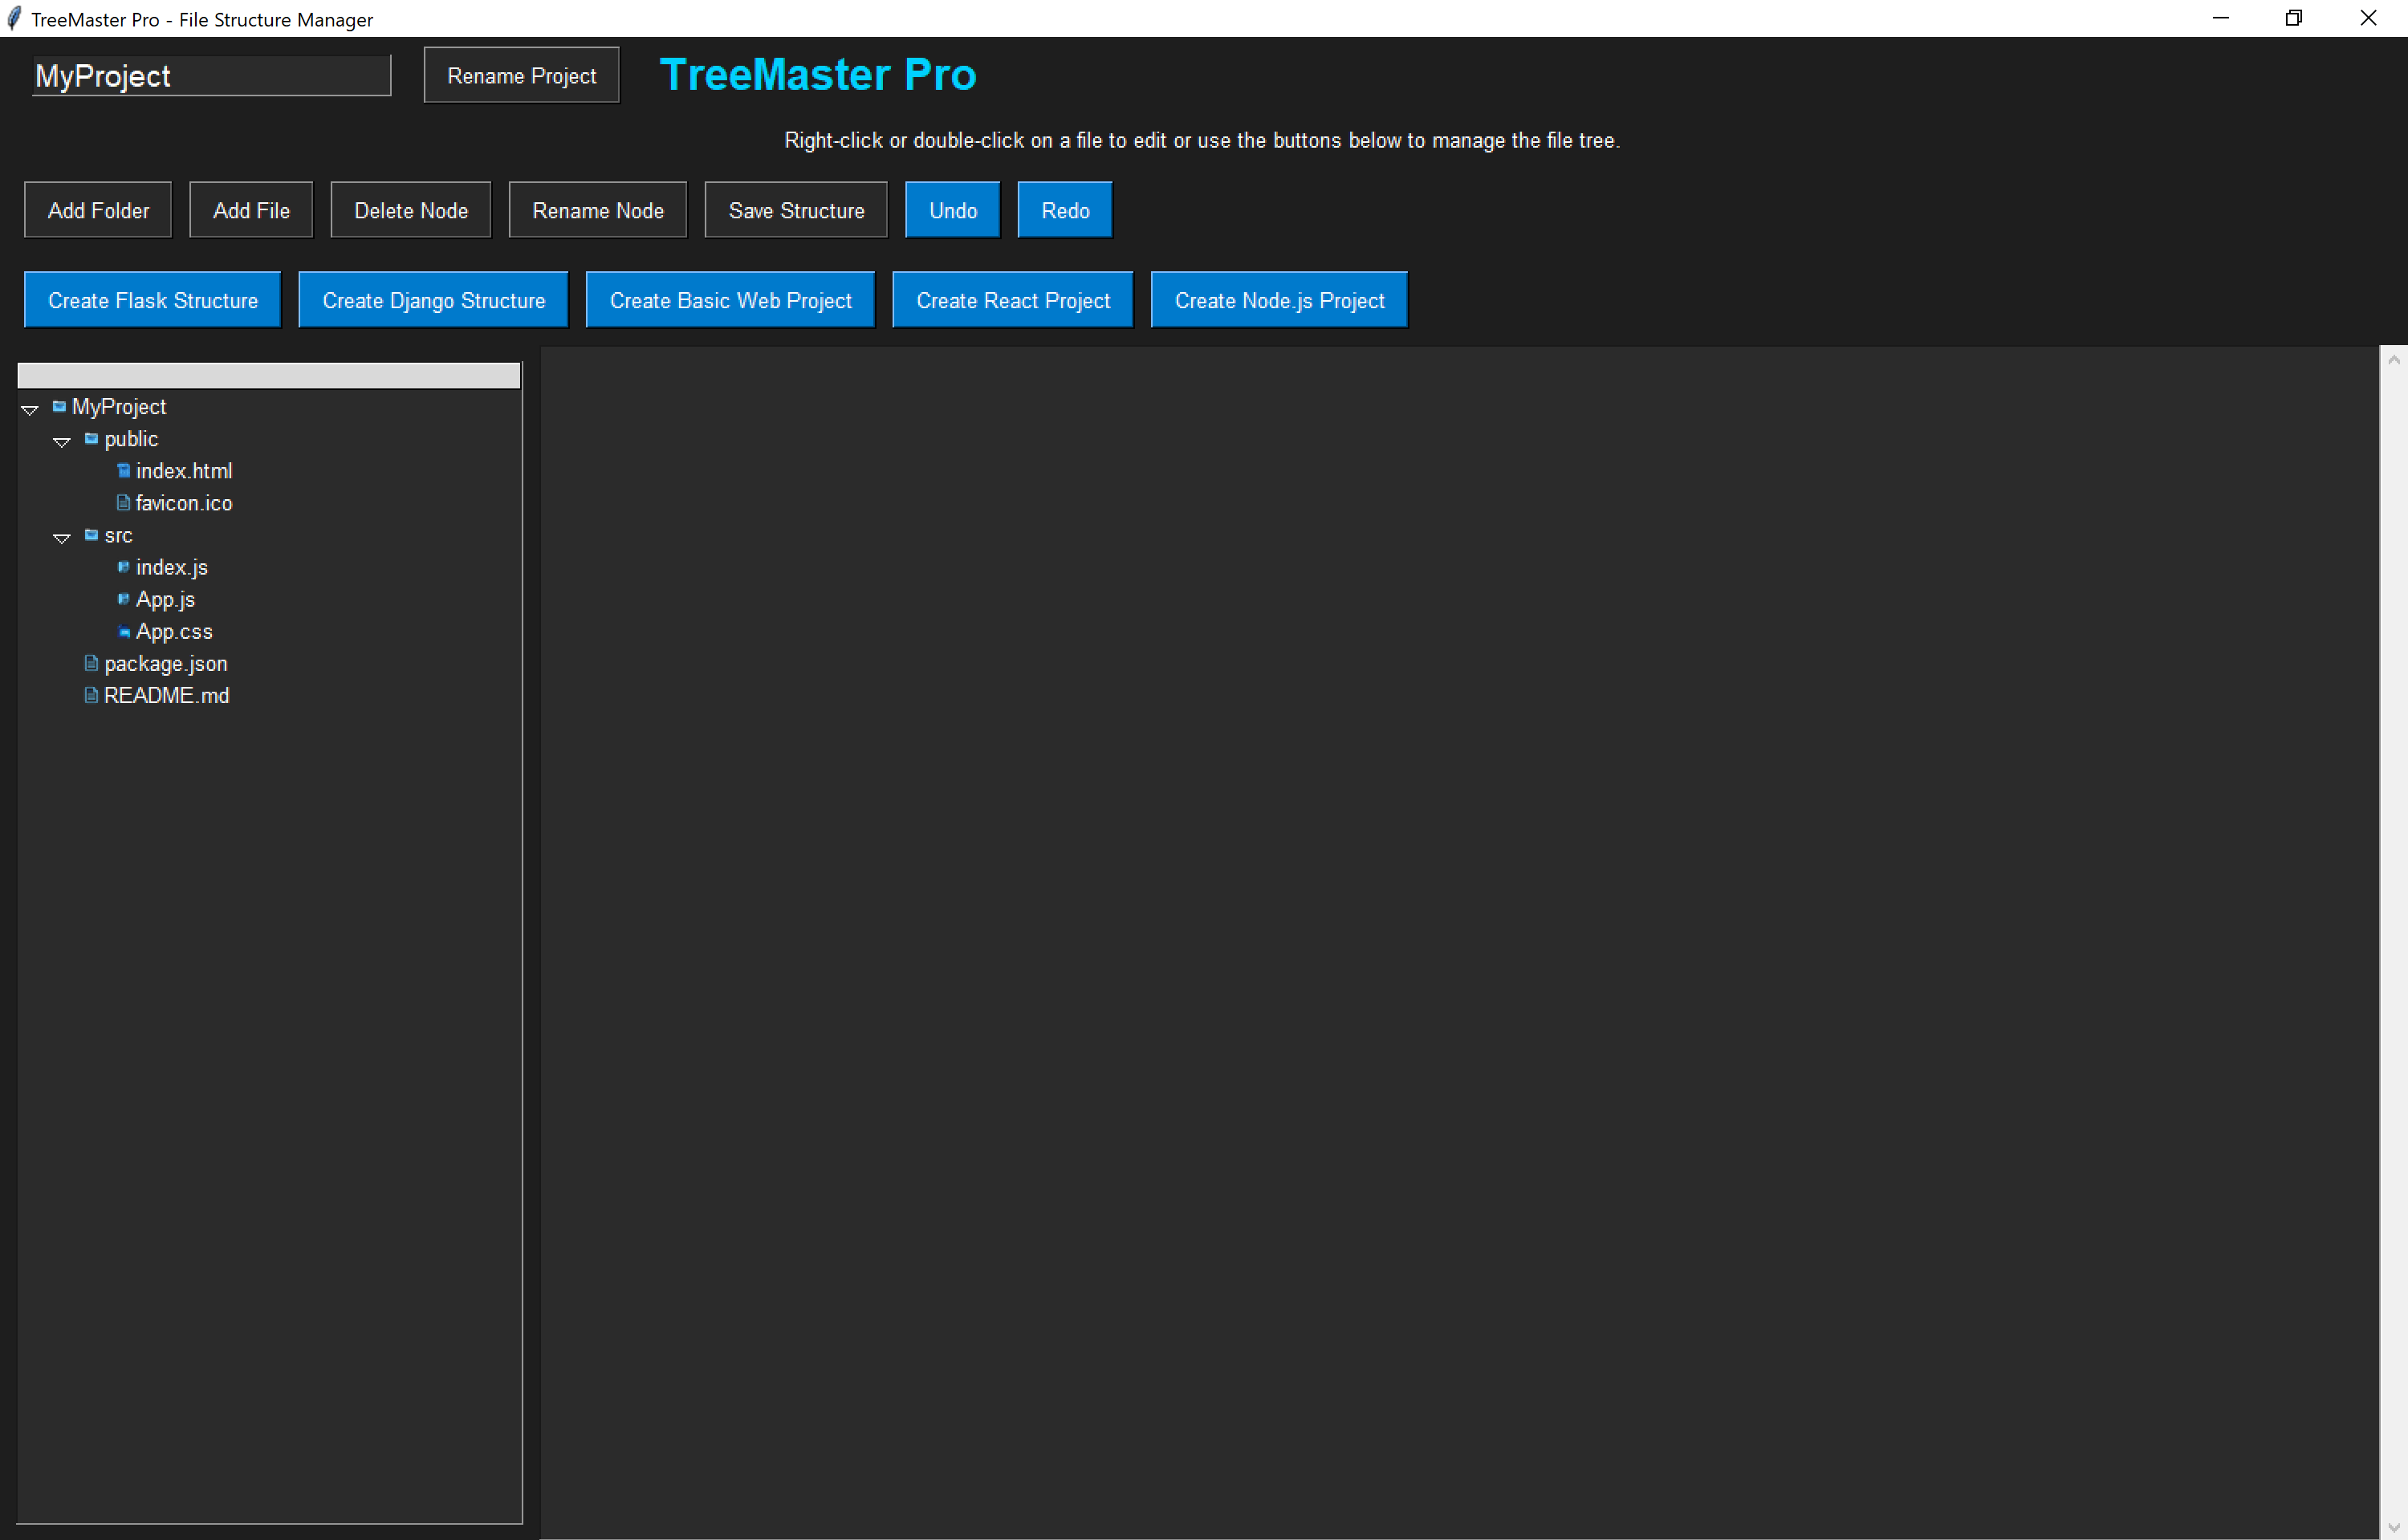 TreeMaster Pro - File Structure Manager
MyProject
Rename Project
TreeMaster Pro
Right-click or double-click on a file to edit or use the buttons below to manage the file tree.
Add Folder
Add File
Delete Node
Rename Node
Save Structure
Undo
Redo
Create Flask Structure
Create Django Structure
Create Basic Web Project
Create React Project
Create Node.js Project
MyProject
public
index.html
favicon.ico
src
index.js
App.js
App.css
package.json
README.md